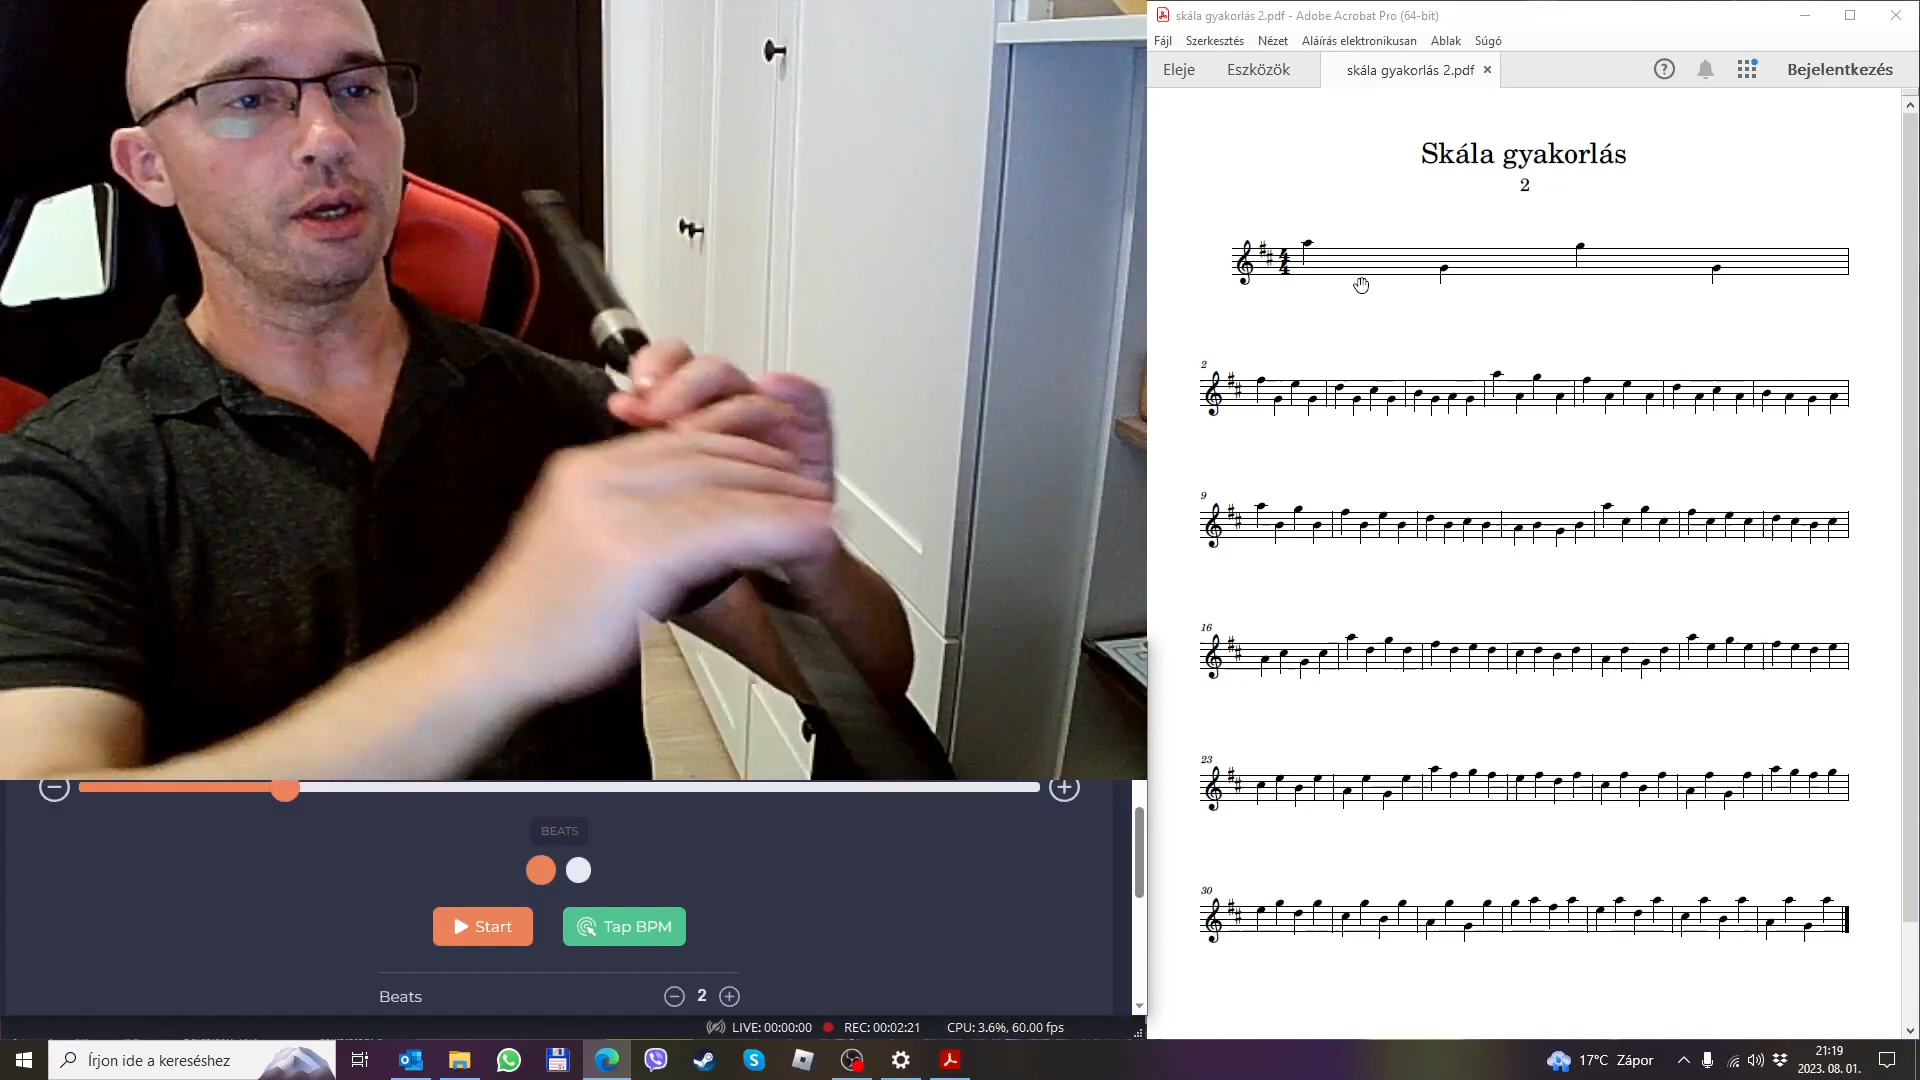 skála gyakorlás 2.pdf - Adobe Acrobat Pro (64-bit)
Fájl Szerkesztés Nézet Aláírás elektronikusan Ablak Súgó
Eleje Eszközök skála gyakorlás 2.pdf Bejelentkezés
Skála gyakorlás
2
4
4
2
9
16
23
30
BEATS
Start Tap BPM
Beats 2
LIVE: 00:00:00 REC: 00:02:21 CPU: 3.6%, 60.00 fps
Írjon ide a kereséshez
17°C Zápor
21:19
2023. 08. 01.